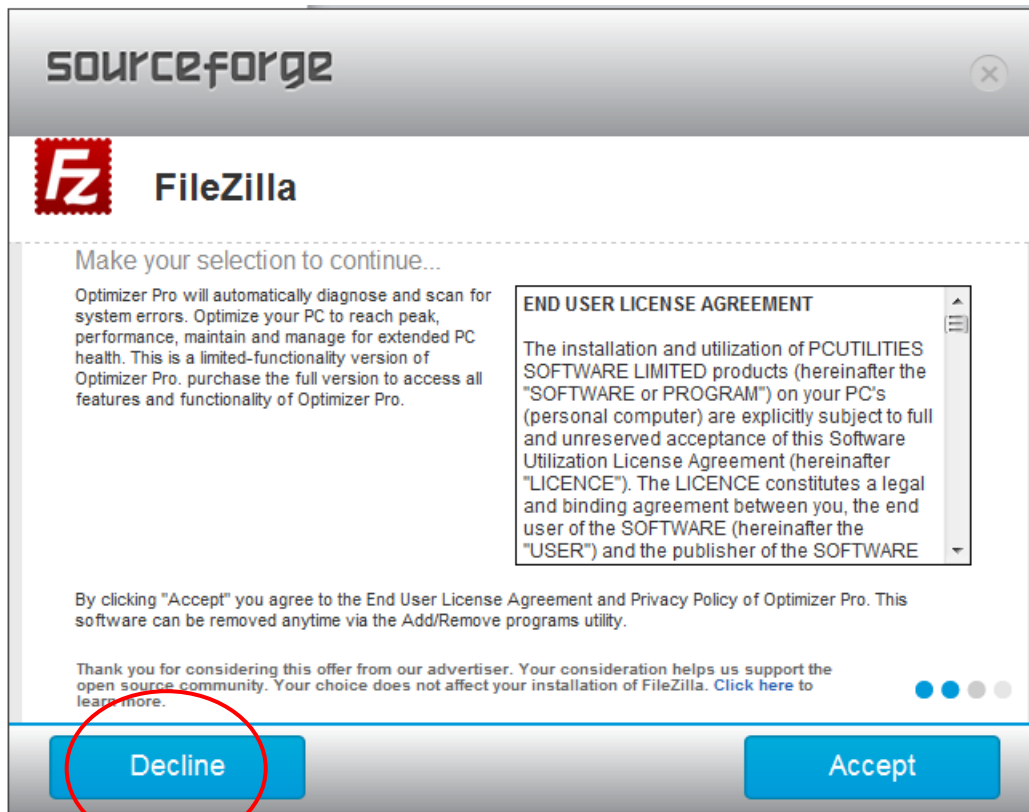 sourceforge
Fz
FileZilla
Make your selection to continue...
Optimizer Pro will automatically diagnose and scan for
system errors. Optimize your PC to reach peak,
performance, maintain and manage for extended PC
health. This is a limited-functionality version of
Optimizer Pro. purchase the full version to access all
features and functionality of Optimizer Pro.
END USER LICENSE AGREEMENT
The installation and utilization of PCUTILITIES
SOFTWARE LIMITED products (hereinafter the
"SOFTWARE or PROGRAM") on your PC's
(personal computer) are explicitly subject to full
and unreserved acceptance of this Software
Utilization License Agreement (hereinafter
"LICENCE"). The LICENCE constitutes a legal
and binding agreement between you, the end
user of the SOFTWARE (hereinafter the
"USER") and the publisher of the SOFTWARE
By clicking "Accept" you agree to the End User License Agreement and Privacy Policy of Optimizer Pro. This
software can be removed anytime via the Add/Remove programs utility.
Thank you for considering this offer from our advertiser. Your consideration helps us support the
open source community. Your choice does not affect your installation of FileZilla. Click here to
learn more.
Decline
Accept